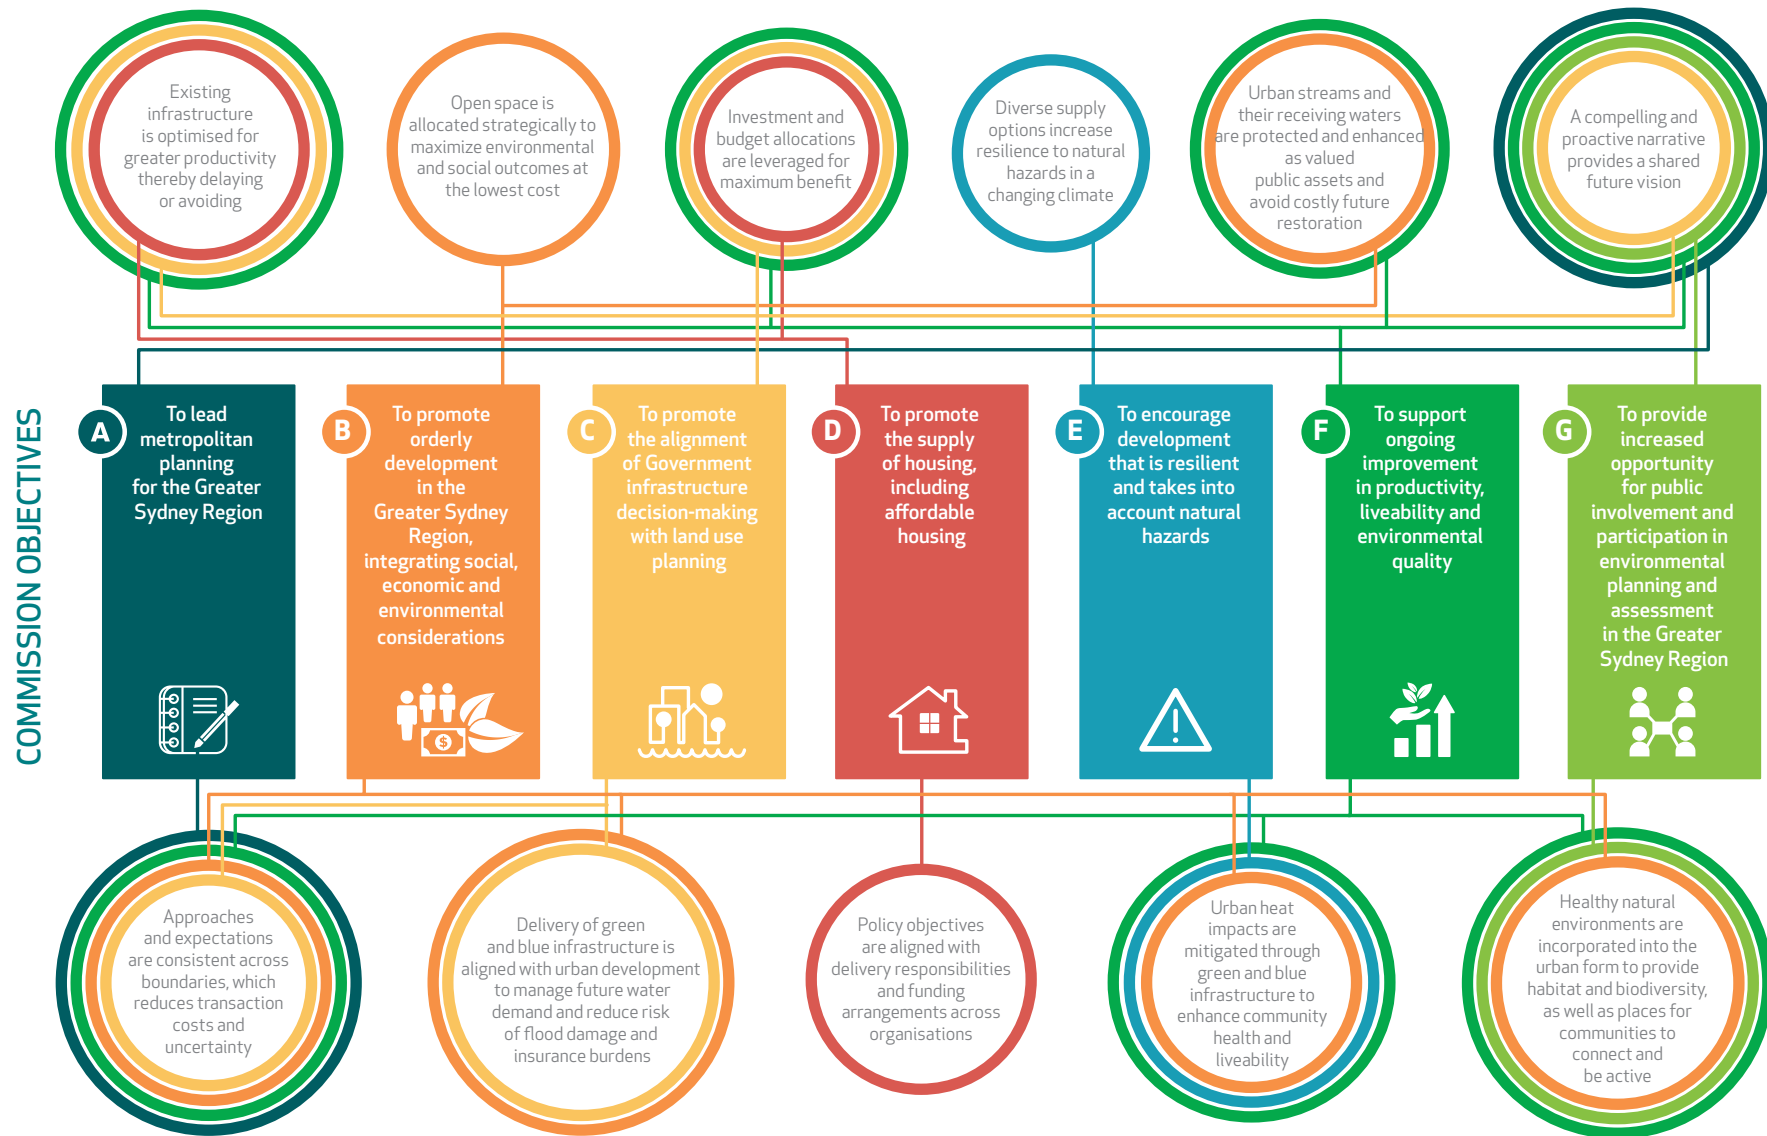 Existing
infrastructure
is optimised for
greater productivity
thereby delaying
or avoiding
Open space is
allocated strategically to
maximize environmental
and social outcomes at
the lowest cost
Investment and
budget allocations
are leveraged for
maximum benefit
Diverse supply
options increase
resilience to natural
hazards in a
changing climate
Urban streams and
their receiving waters
are protected and enhanced
as valued
public assets and
avoid costly future
restoration
A compelling and
proactive narrative
provides a shared
future vision
COMMISSION OBJECTIVES
A
To lead
metropolitan
planning
for the Greater
Sydney Region
B
To promote
orderly
development
in the
Greater Sydney
Region,
integrating social,
economic and
environmental
considerations
$
C
To promote
the alignment
of Government
infrastructure
decision-making
with land use
planning
D
To promote
the supply
of housing,
including
affordable
housing
E
To encourage
development
that is resilient
and takes into
account natural
hazards
!
F
To support
ongoing
improvement
in productivity,
liveability and
environmental
quality
G
To provide
increased
opportunity
for public
involvement and
participation in
environmental
planning and
assessment
in the Greater
Sydney Region
Approaches
and expectations
are consistent across
boundaries, which
reduces transaction
costs and
uncertainty
Delivery of green
and blue infrastructure is
aligned with urban development
to manage future water
demand and reduce risk
of flood damage and
insurance burdens
Policy objectives
are aligned with
delivery responsibilities
and funding
arrangements across
organisations
Urban heat
impacts are
mitigated through
green and blue
infrastructure to
enhance community
health and
liveability
Healthy natural
environments are
incorporated into the
urban form to provide
habitat and biodiversity,
as well as places for
communities to
connect and
be active